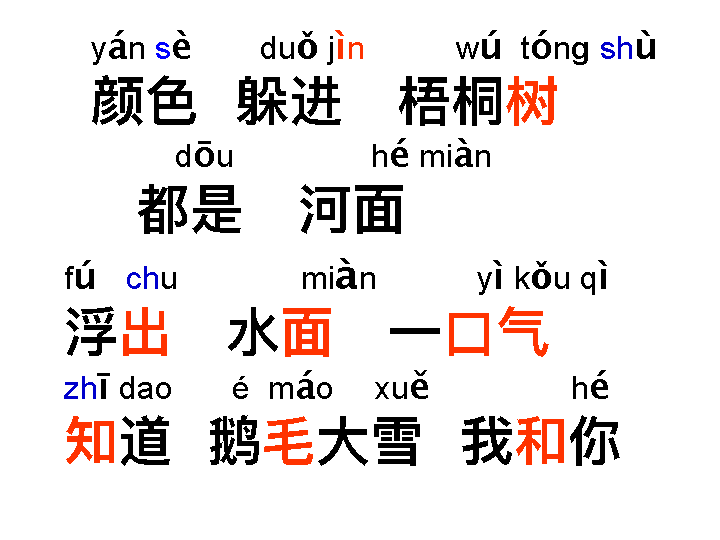 yán sè duǒ jìn wú tóng shù
颜色 躲进 梧桐树
dōu hé miàn
都是 河面
fú chu miàn yì kǒu qì
浮出 水面 一口气
zhī dao é máo xuě hé
知道 鹅毛大雪 我和你